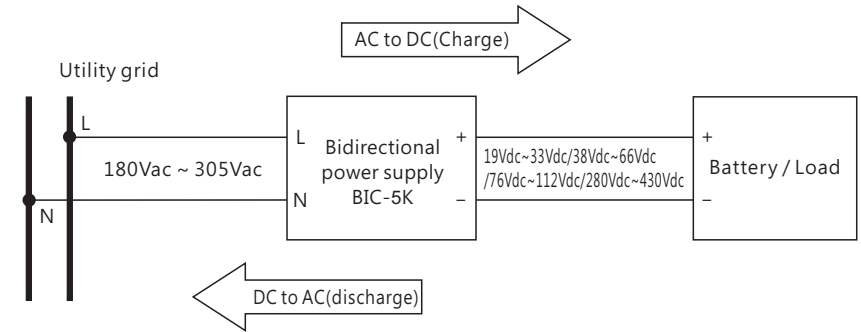 AC to DC(Charge)
Utility grid
L
180Vac ~ 305Vac
N
L
N
Bidirectional
power supply
BIC-5K
+
–
19Vdc~33Vdc/38Vdc~66Vdc
/76Vdc~112Vdc/280Vdc~430Vdc
+
–
Battery / Load
DC to AC(discharge)